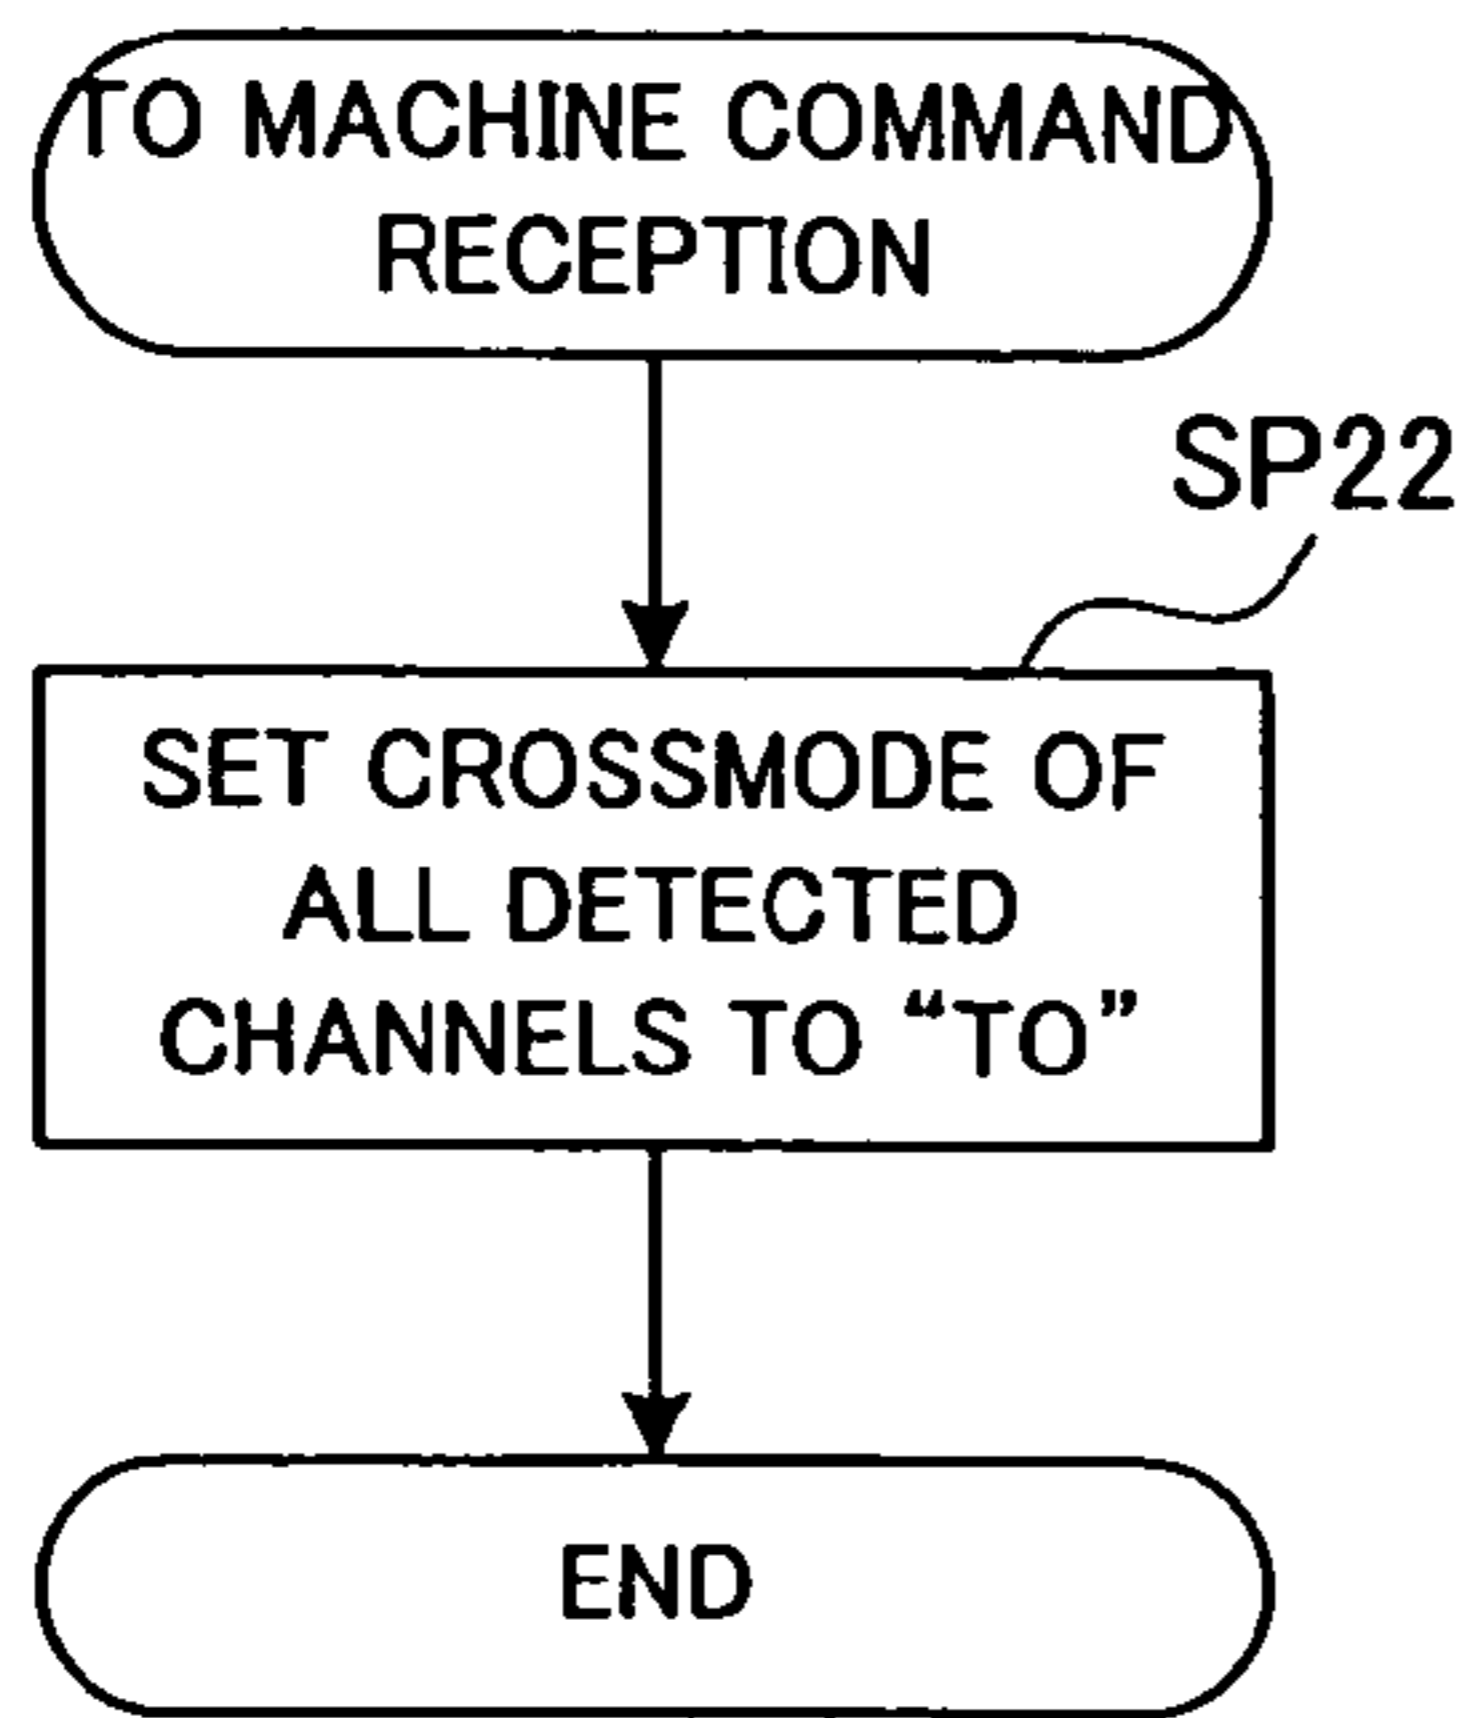 TO MACHINE COMMAND
RECEPTION
SP22
SET CROSSMODE OF
ALL DETECTED
CHANNELS TO “TO”
END